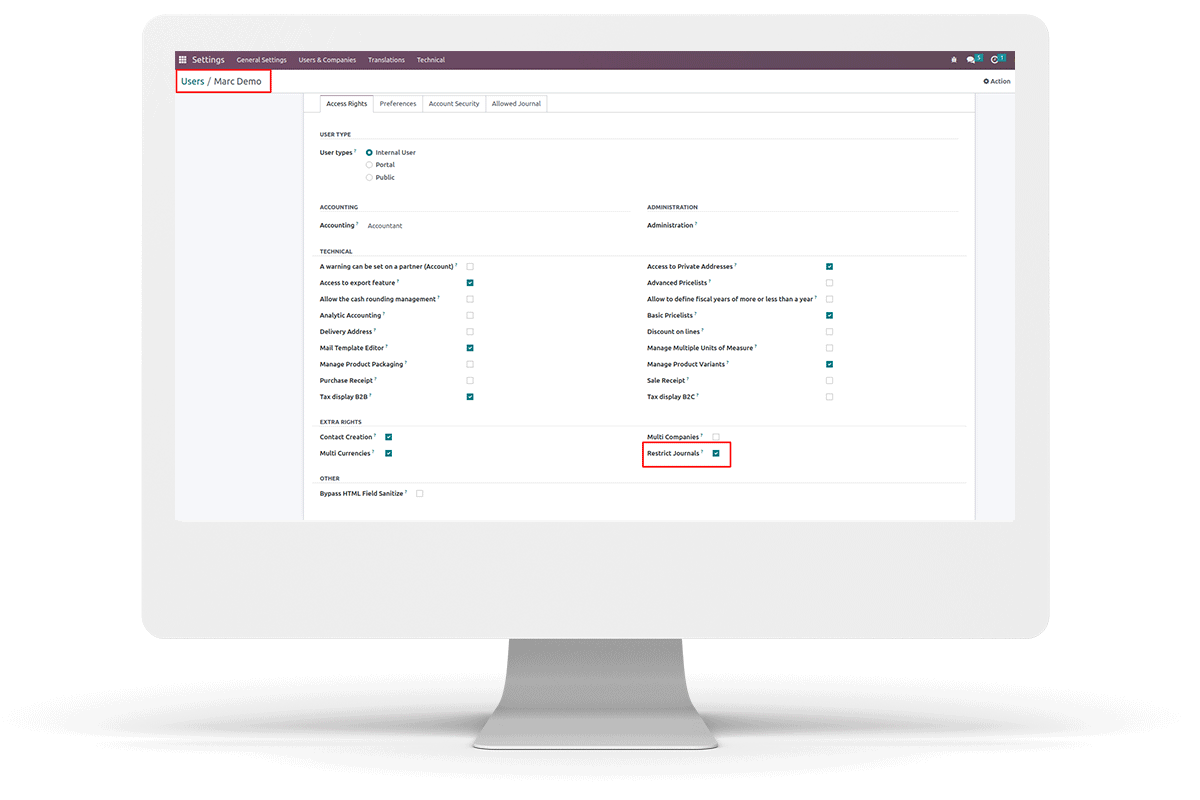 Settings General Settings Users & Companies Translations Technical 5 1
Users / Marc Demo Action
Access Rights Preferences Account Security Allowed Journal
USER TYPE
User types ? Internal User
Portal
Public
ACCOUNTING ADMINISTRATION
Accounting ? Accountant Administration ?
TECHNICAL
A warning can be set on a partner (Account) ? Access to Private Addresses ?
Access to export feature ? Advanced Pricelists ?
Allow the cash rounding management ? Allow to define fiscal years of more or less than a year ?
Analytic Accounting ? Basic Pricelists ?
Delivery Address ? Discount on lines ?
Mail Template Editor ? Manage Multiple Units of Measure ?
Manage Product Packaging ? Manage Product Variants ?
Purchase Receipt ? Sale Receipt ?
Tax display B2B ? Tax display B2C ?
EXTRA RIGHTS
Contact Creation ? Multi Companies ?
Multi Currencies ? Restrict Journals ?
OTHER
Bypass HTML Field Sanitize ?